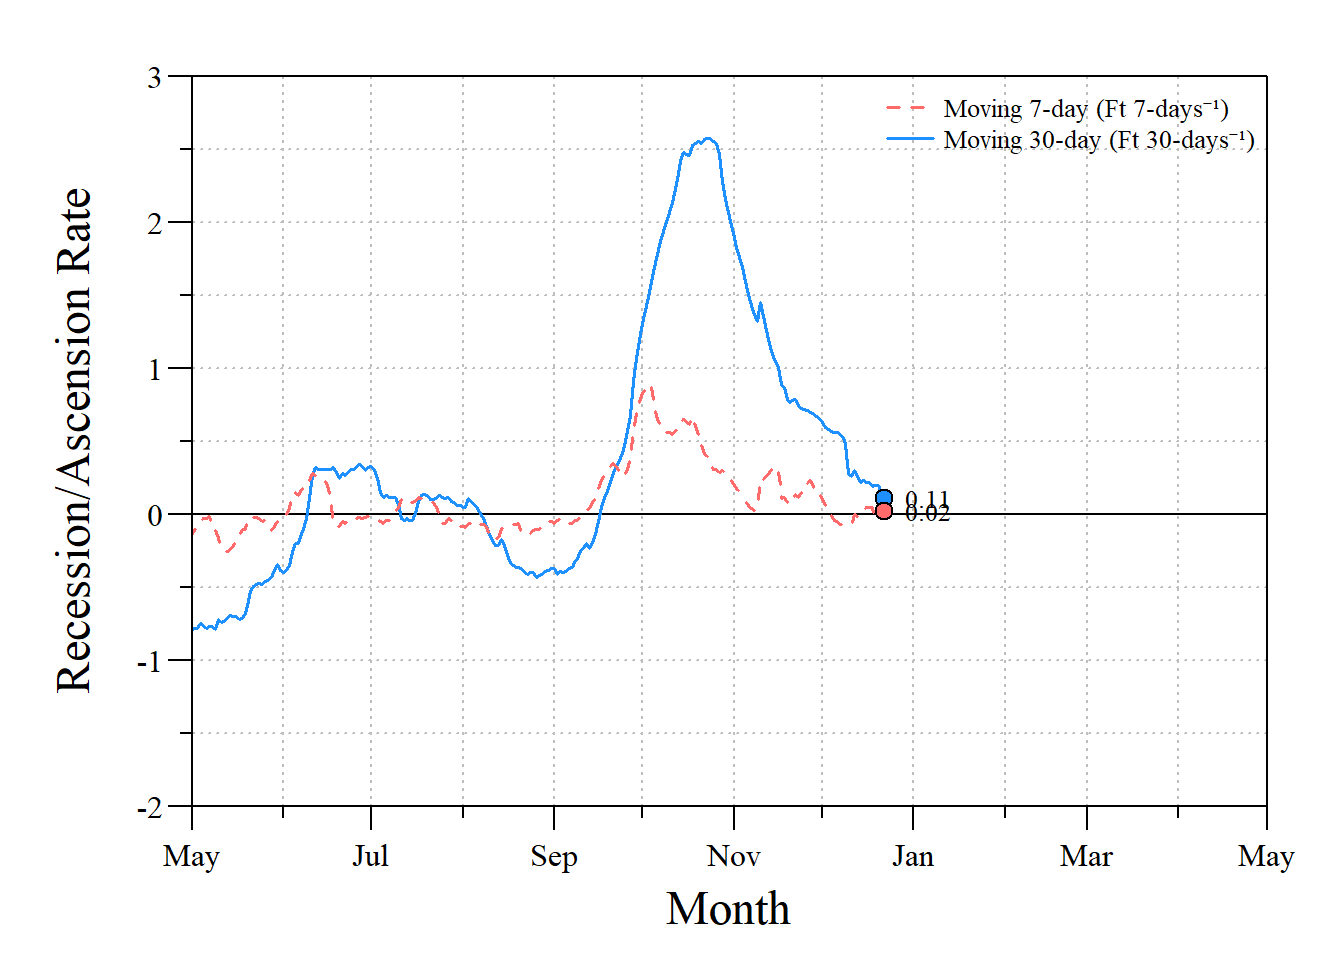 Moving 7-day (Ft 7-days⁻¹)
Moving 30-day (Ft 30-days⁻¹)
3
2
1
0
-1
-2
Recession/Ascension Rate
0.11
0.02
May
Jul
Sep
Nov
Jan
Mar
May
Month